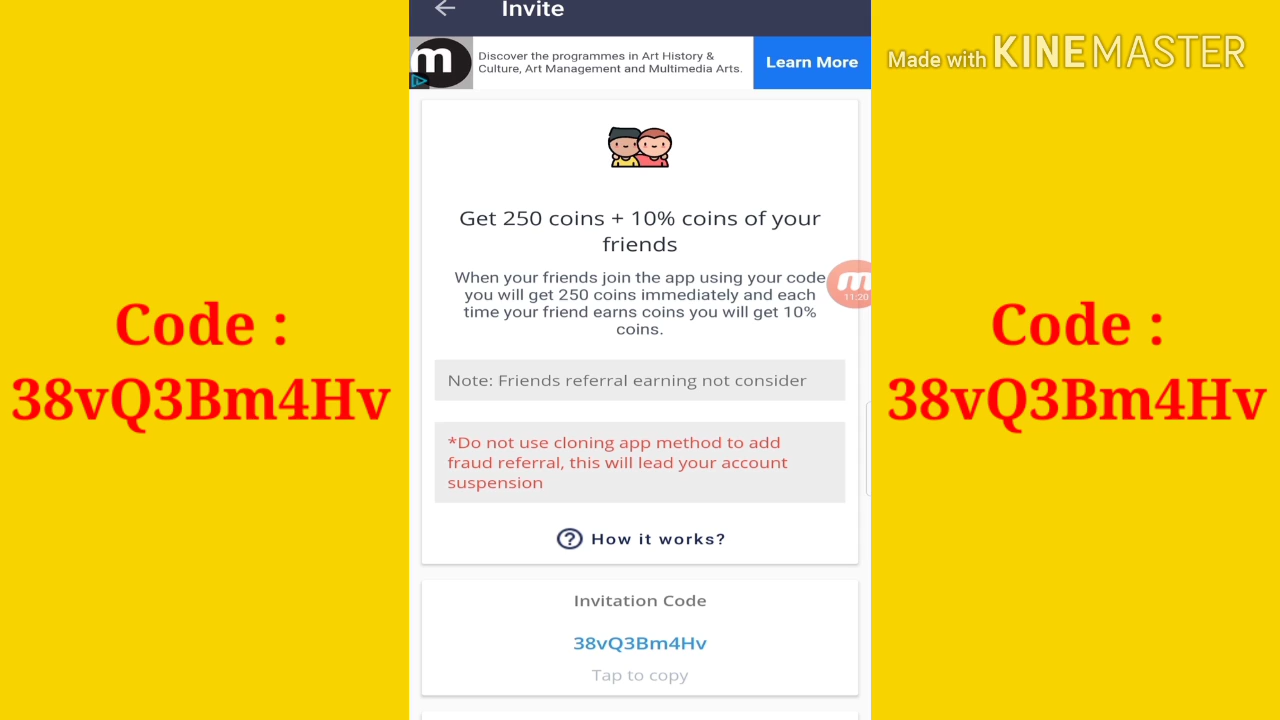 Invite
m
Discover the programmes in Art History &
Culture, Art Management and Multimedia Arts.
Learn More
Made with KINEMASTER
Get 250 coins + 10% coins of your
friends
When your friends join the app using your code
you will get 250 coins immediately and each
time your friend earns coins you will get 10%
coins.
m
11:20
Code :
38vQ3Bm4Hv
Code :
38vQ3Bm4Hv
Note: Friends referral earning not consider
*Do not use cloning app method to add
fraud referral, this will lead your account
suspension
? How it works?
Invitation Code
38vQ3Bm4Hv
Tap to copy